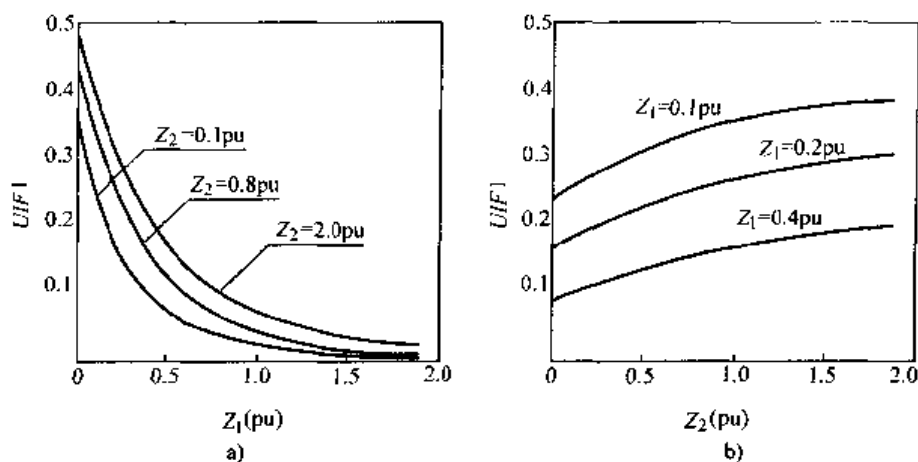 0.5
0.4
0.3
0.2
0.1
UIF1
Z₂=0.1pu
Z₂=0.8pu
Z₂=2.0pu
0 0.5 1.0 1.5 2.0
Z₁(pu)
a)
0.5
0.4
0.3
0.2
0.1
UIF1
Z₁=0.1pu
Z₁=0.2pu
Z₁=0.4pu
0 0.5 1.0 1.5 2.0
Z₂(pu)
b)